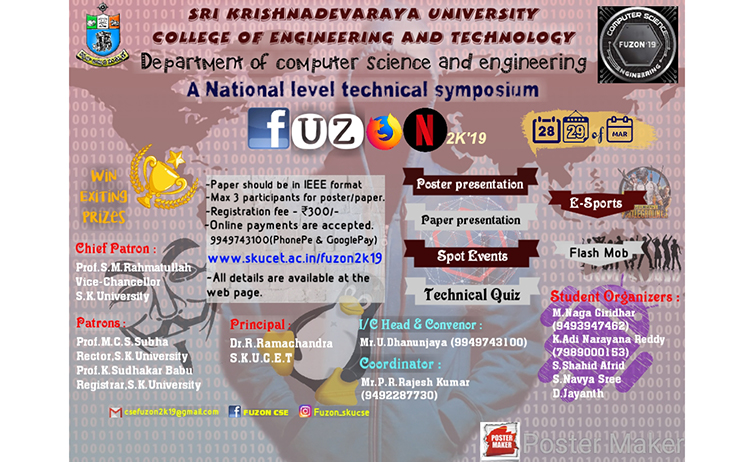 SRI KRISHNADEVARAYA UNIVERSITY
COLLEGE OF ENGINEERING AND TECHNOLOGY
Department of computer science and engineering
A National level technical symposium
COMPUTER SCIENCE
FUZON'19
ENGINEERING
fUZ N 2K'19
28 29 of MAR
WIN
EXITING
PRIZES
-Paper should be in IEEE format
-Max 3 participants for poster/paper.
-Registration fee - ₹300/-
-Online payments are accepted.
9949743100(PhonePe & GooglePay)
www.skucet.ac.in/fuzon2k19
-All details are available at the
web page.
Poster presentation
Paper presentation
Spot Events
Technical Quiz
E-Sports
Flash Mob
Chief Patron :
Prof.S.M.Rahmatullah
Vice-Chancellor
S.K.University
Patrons :
Prof.M.C.S.Subha
Rector,S.K.University
Prof.K.Sudhakar Babu
Registrar,S.K.University
Principal :
Dr.R.Ramachandra
S.K.U.C.E.T
I/C Head & Convenor :
Mr.U.Dhanunjaya (9949743100)
Coordinator :
Mr.P.R.Rajesh Kumar
(9492287730)
Student Organizers :
M.Naga Giridhar
(9493947462)
K.Adi Narayana Reddy
(7989000153)
S.Shahid Afrid
S.Navya Sree
D.Jayanth
csefuzon2k19@gmail.com
FUZON CSE
Fuzon_skucse
POSTER
MAKER
Poster Maker